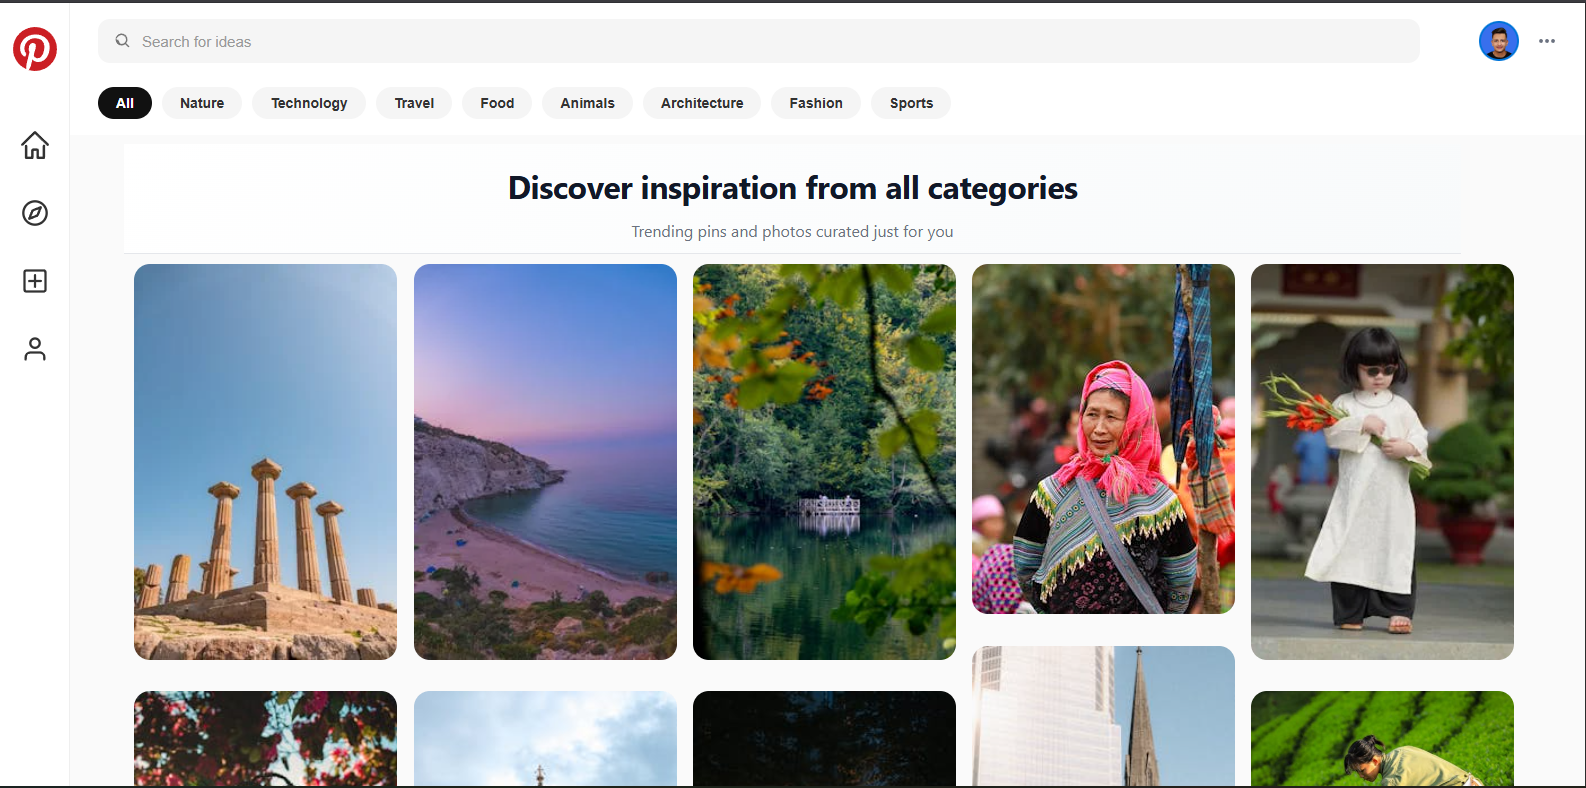 Search for ideas
All
Nature
Technology
Travel
Food
Animals
Architecture
Fashion
Sports
Discover inspiration from all categories
Trending pins and photos curated just for you